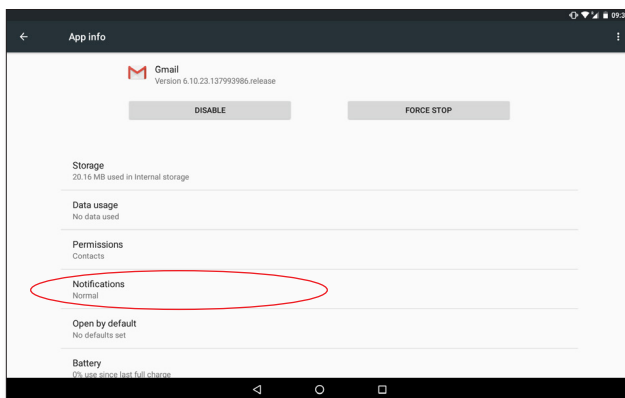 09:3
App info
Gmail
Version 6.10.23.137993986.release
DISABLE
FORCE STOP
Storage
20.16 MB used in Internal storage
Data usage
No data used
Permissions
Contacts
Notifications
Normal
Open by default
No defaults set
Battery
0% use since last full charge